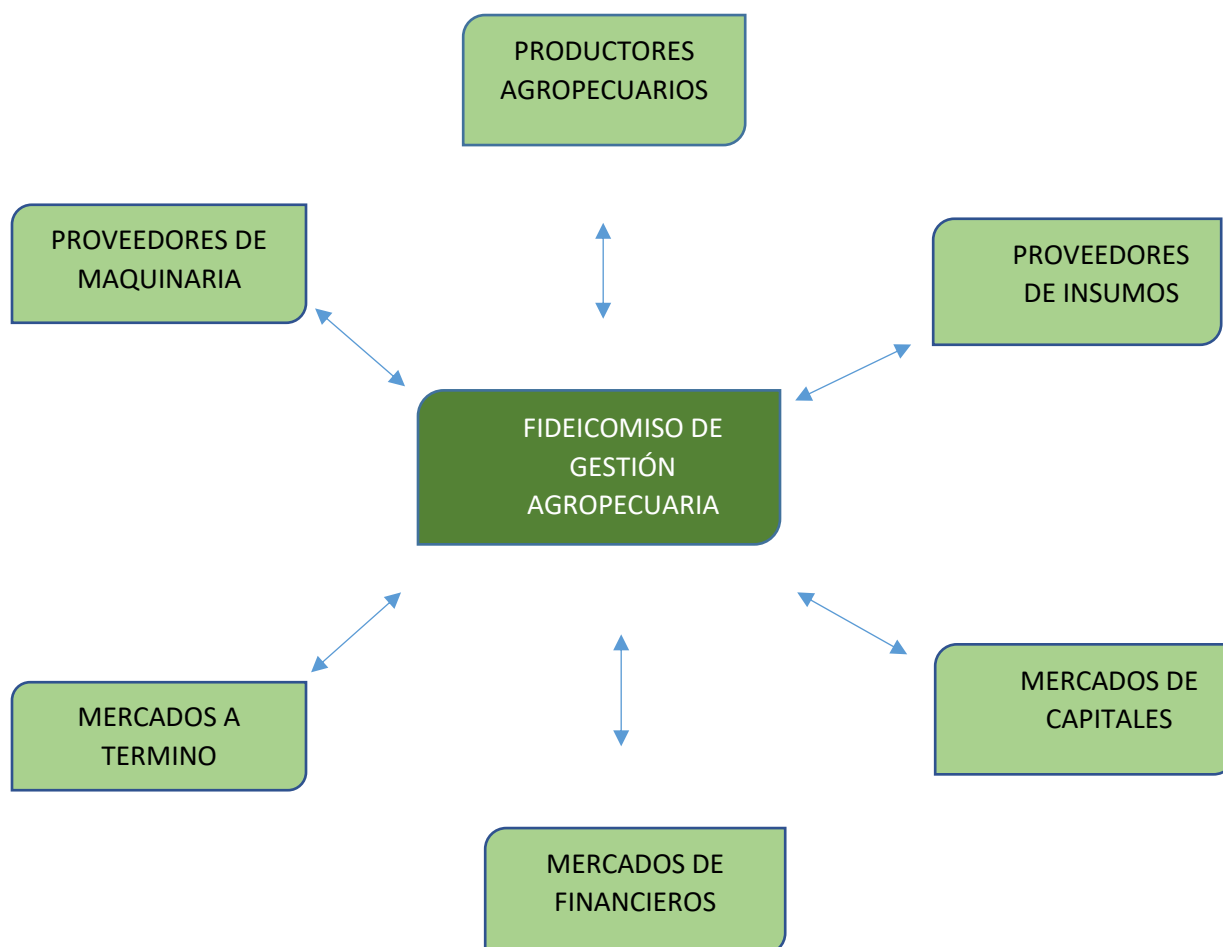 PRODUCTORES
AGROPECUARIOS
PROVEEDORES DE
MAQUINARIA
PROVEEDORES
DE INSUMOS
FIDEICOMISO DE
GESTIÓN
AGROPECUARIA
MERCADOS A
TERMINO
MERCADOS DE
CAPITALES
MERCADOS DE
FINANCIEROS